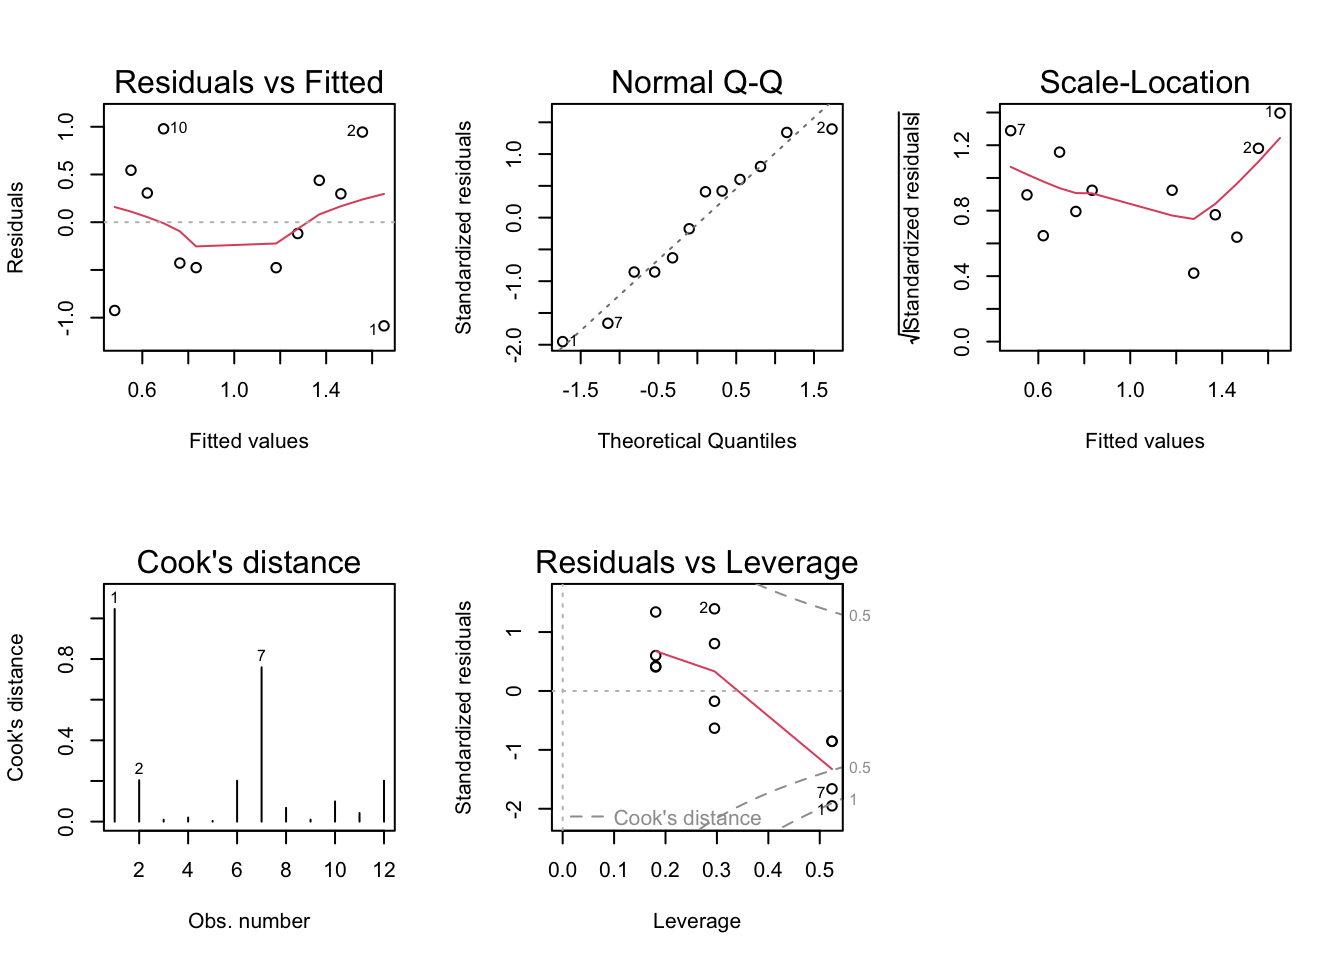 Residuals vs Fitted
Residuals
1.0
0.5
0.0
-1.0
10
2
1
0.6 1.0 1.4
Fitted values
Normal Q-Q
Standardized residuals
1.0
0.0
-1.0
-2.0
2
7
1
-1.5 -0.5 0.5 1.5
Theoretical Quantiles
Scale-Location
√|Standardized residuals|
1.2
0.8
0.4
0.0
7
2
1
0.6 1.0 1.4
Fitted values
Cook's distance
Cook's distance
0.8
0.4
0.0
1
2
7
2 4 6 8 10 12
Obs. number
Residuals vs Leverage
Standardized residuals
1
0
-1
-2
2
7
1
0.5
0.5
1
Cook's distance
0.0 0.1 0.2 0.3 0.4 0.5
Leverage